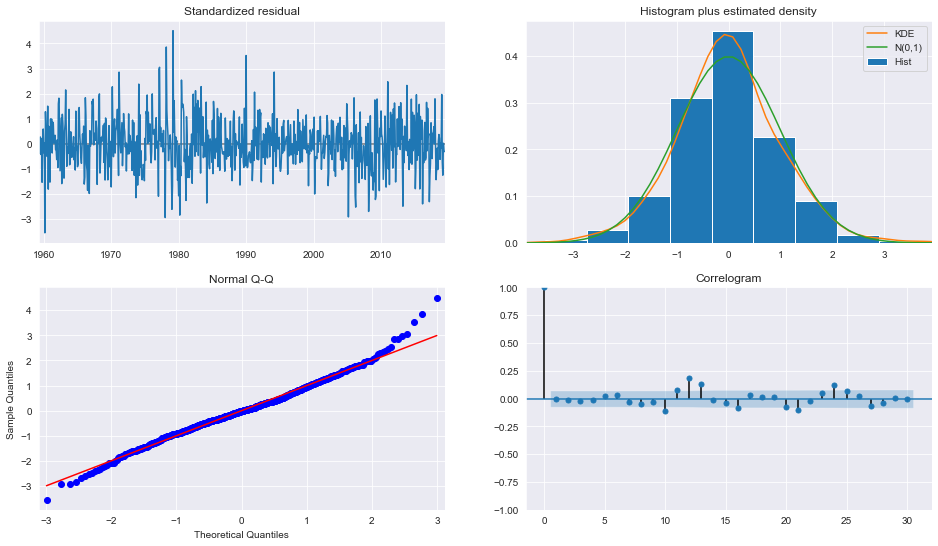 Standardized residual
4
3
2
1
0
−1
−2
−3
1960 1970 1980 1990 2000 2010
Histogram plus estimated density
KDE
N(0,1)
Hist
0.4
0.3
0.2
0.1
0.0
−3 −2 −1 0 1 2 3
Normal Q-Q
Sample Quantiles
4
3
2
1
0
−1
−2
−3
−3 −2 −1 0 1 2 3
Theoretical Quantiles
Correlogram
1.00
0.75
0.50
0.25
0.00
−0.25
−0.50
−0.75
−1.00
0 5 10 15 20 25 30